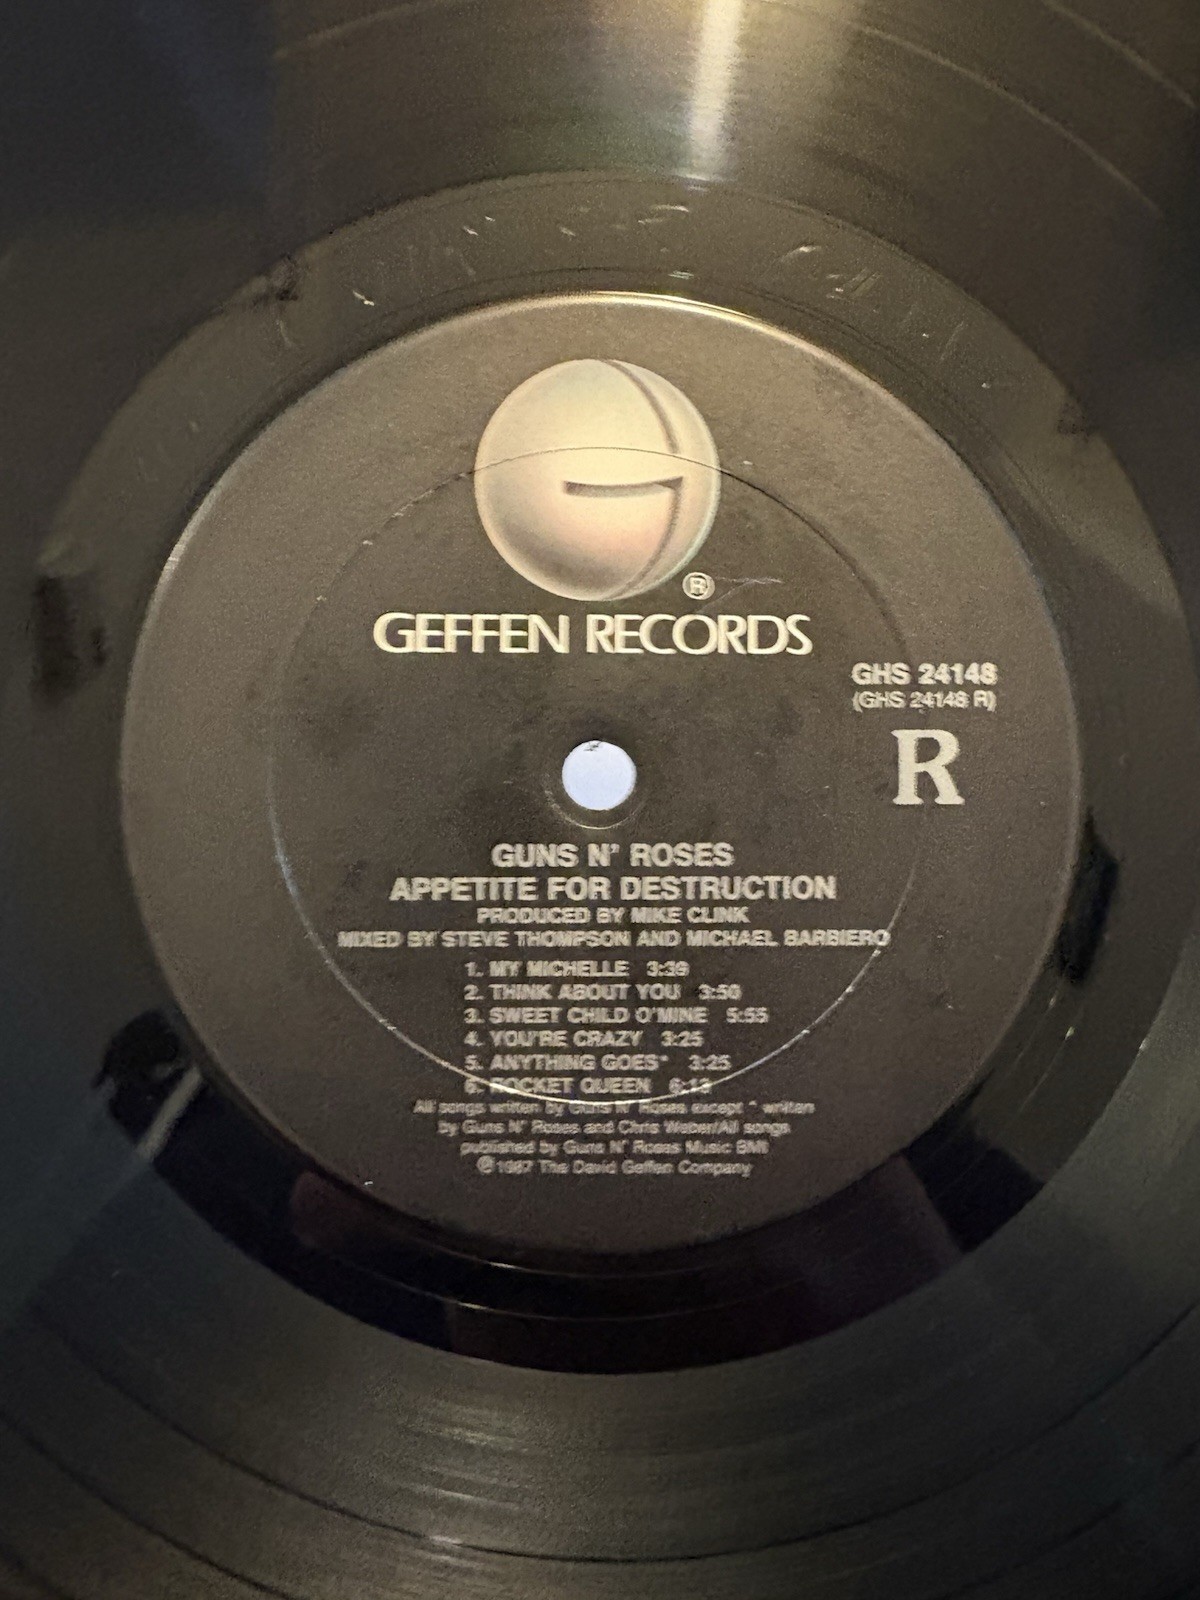 ®
GEFFEN RECORDS
GHS 24148
(GHS 24148 R)
R
GUNS N' ROSES
APPETITE FOR DESTRUCTION
PRODUCED BY MIKE CLINK
MIXED BY STEVE THOMPSON AND MICHAEL BARBIERO
1. MY MICHELLE 3:39
2. THINK ABOUT YOU 3:50
3. SWEET CHILD O'MINE 5:55
4. YOU'RE CRAZY 3:25
5. ANYTHING GOES* 3:25
6. ROCKET QUEEN 6:13
All songs written by Guns N' Roses except * written
by Guns N' Roses and Chris Weber/All songs
published by Guns N' Roses Music BMI
℗1987 The David Geffen Company